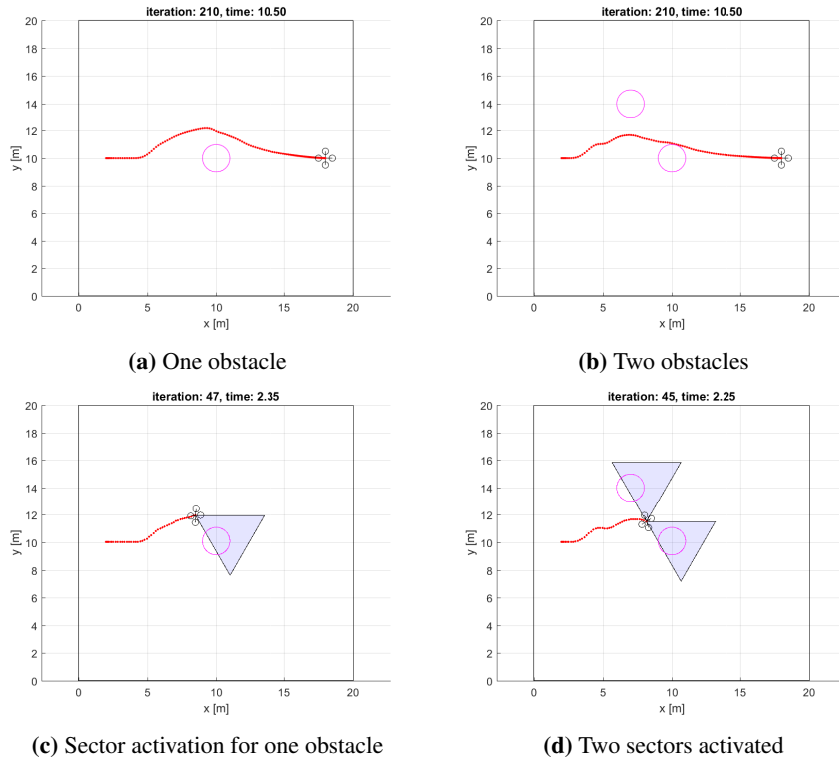 iteration: 210, time: 10.50
20
18
16
14
12
10
8
6
4
2
0
y [m]
0 5 10 15 20
x [m]
(a) One obstacle
iteration: 210, time: 10.50
20
18
16
14
12
10
8
6
4
2
0
y [m]
0 5 10 15 20
x [m]
(b) Two obstacles
iteration: 47, time: 2.35
20
18
16
14
12
10
8
6
4
2
0
y [m]
0 5 10 15 20
x [m]
(c) Sector activation for one obstacle
iteration: 45, time: 2.25
20
18
16
14
12
10
8
6
4
2
0
y [m]
0 5 10 15 20
x [m]
(d) Two sectors activated